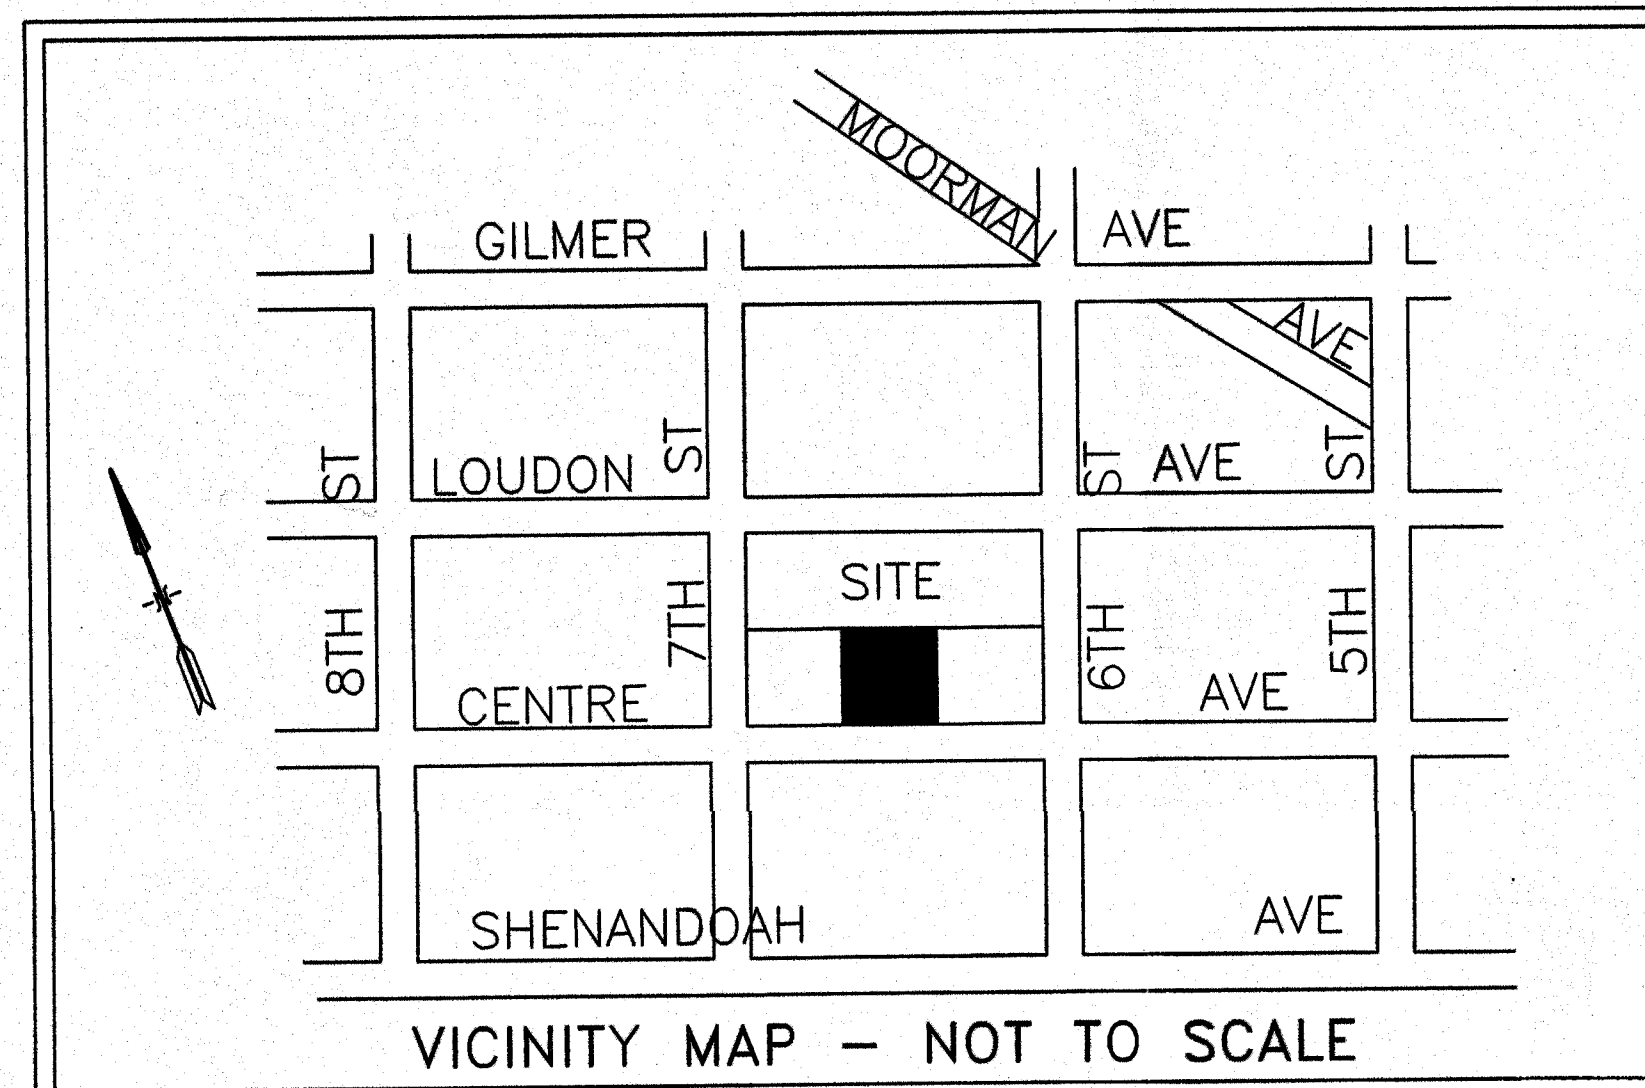 MOORMAN
GILMER AVE
AVE
ST ST ST ST
LOUDON AVE
SITE
8TH 7TH 6TH 5TH
CENTRE AVE
SHENANDOAH AVE
VICINITY MAP - NOT TO SCALE